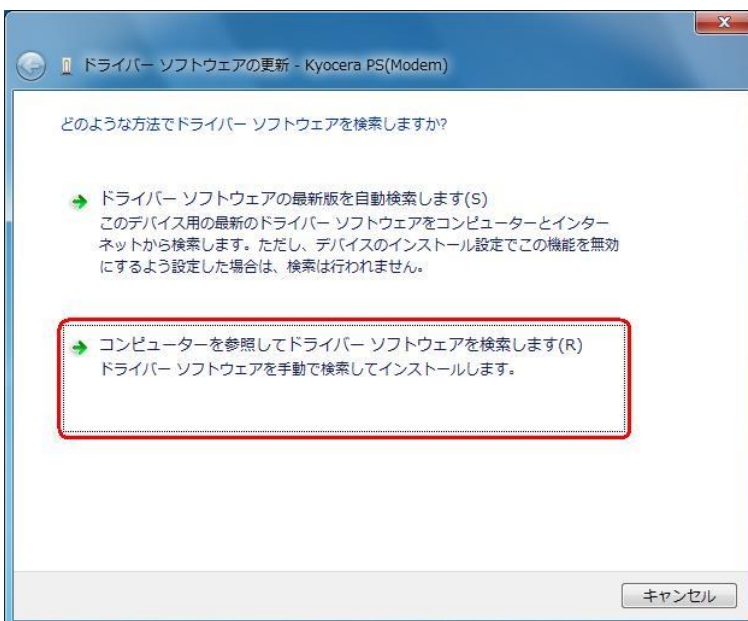 ドライバー ソフトウェアの更新 - Kyocera PS(Modem)
どのような方法でドライバー ソフトウェアを検索しますか?
ドライバー ソフトウェアの最新版を自動検索します(S)
このデバイス用の最新のドライバー ソフトウェアをコンピューターとインター
ネットから検索します。ただし、デバイスのインストール設定でこの機能を無効
にするよう設定した場合は、検索は行われません。
コンピューターを参照してドライバー ソフトウェアを検索します(R)
ドライバー ソフトウェアを手動で検索してインストールします。
キャンセル